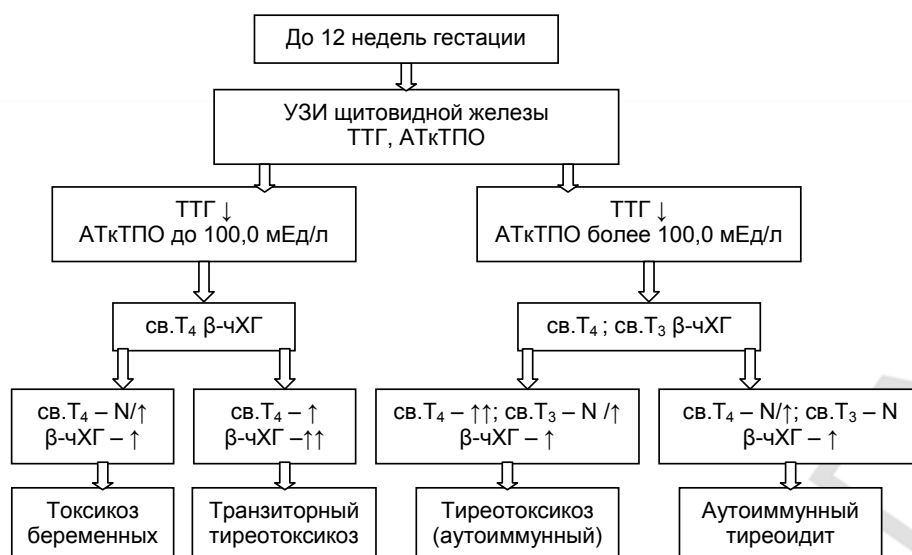 До 12 недель гестации
УЗИ щитовидной железы
ТТГ, АТкТПО
ТТГ ↓
АТкТПО до 100,0 мЕд/л
ТТГ ↓
АТкТПО более 100,0 мЕд/л
св.Т₄ β-чХГ
св.Т₄ ; св.Т₃ β-чХГ
св.Т₄ – N/↑
β-чХГ – ↑
св.Т₄ – ↑
β-чХГ –↑↑
св.Т₄ – ↑↑; св.Т₃ – N /↑
β-чХГ – ↑
св.Т₄ – N/↑; св.Т₃ – N
β-чХГ – ↑
Токсикоз
беременных
Транзиторный
тиреотоксикоз
Тиреотоксикоз
(аутоиммунный)
Аутоиммунный
тиреоидит